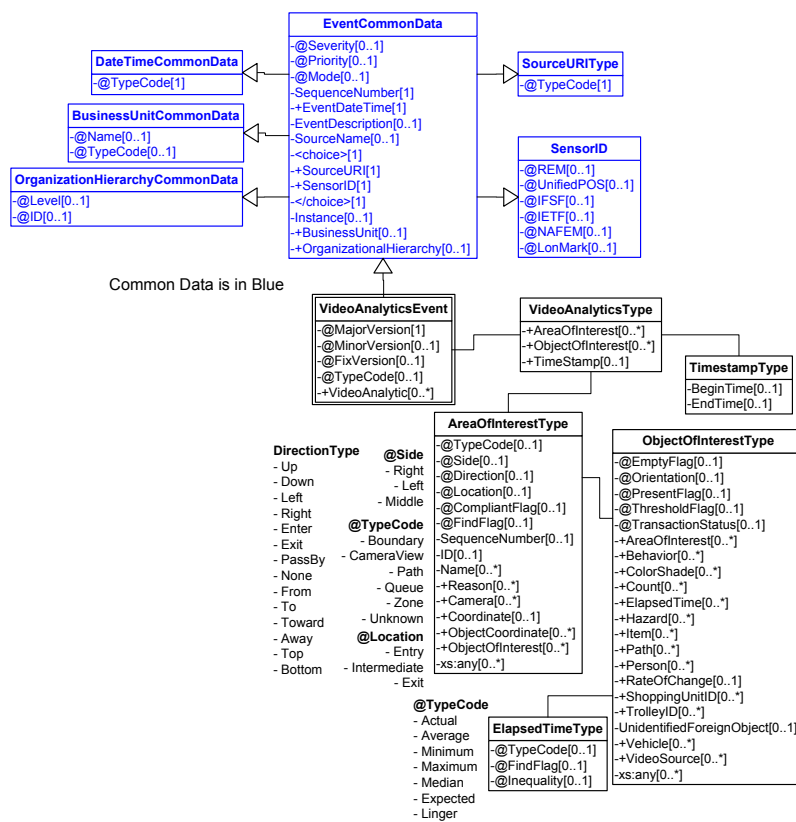 EventCommonData
-@Severity[0..1]
-@Priority[0..1]
-@Mode[0..1]
-SequenceNumber[1]
-+EventDateTime[1]
-EventDescription[0..1]
-SourceName[0..1]
-<choice>[1]
-+SourceURI[1]
-+SensorID[1]
-</choice>[1]
-Instance[0..1]
-+BusinessUnit[0..1]
-+OrganizationalHierarchy[0..1]
DateTimeCommonData
-@TypeCode[1]
BusinessUnitCommonData
-@Name[0..1]
-@TypeCode[0..1]
OrganizationHierarchyCommonData
-@Level[0..1]
-@ID[0..1]
SourceURIType
-@TypeCode[1]
SensorID
-@REM[0..1]
-@UnifiedPOS[0..1]
-@IFSF[0..1]
-@IETF[0..1]
-@NAFEM[0..1]
-@LonMark[0..1]
Common Data is in Blue
VideoAnalyticsEvent
-@MajorVersion[1]
-@MinorVersion[0..1]
-@FixVersion[0..1]
-@TypeCode[0..1]
-+VideoAnalytic[0..*]
VideoAnalyticsType
-+AreaOfInterest[0..*]
-+ObjectOfInterest[0..*]
-+TimeStamp[0..1]
TimestampType
-BeginTime[0..1]
-EndTime[0..1]
DirectionType
- Up
- Down
- Left
- Right
- Enter
- Exit
- PassBy
- None
- From
- To
- Toward
- Away
- Top
- Bottom
@Side
- Right
- Left
- Middle
@TypeCode
- Boundary
- CameraView
- Path
- Queue
- Zone
- Unknown
@Location
- Entry
- Intermediate
- Exit
AreaOfInterestType
-@TypeCode[0..1]
-@Side[0..1]
-@Direction[0..1]
-@Location[0..1]
-@CompliantFlag[0..1]
-@FindFlag[0..1]
-SequenceNumber[0..1]
-ID[0..1]
-Name[0..*]
-+Reason[0..*]
-+Camera[0..*]
-+Coordinate[0..1]
-+ObjectCoordinate[0..*]
-+ObjectOfInterest[0..*]
-xs:any[0..*]
ObjectOfInterestType
-@EmptyFlag[0..1]
-@Orientation[0..1]
-@PresentFlag[0..1]
-@ThresholdFlag[0..1]
-@TransactionStatus[0..1]
-+AreaOfInterest[0..*]
-+Behavior[0..*]
-+ColorShade[0..*]
-+Count[0..*]
-+ElapsedTime[0..*]
-+Hazard[0..*]
-+Item[0..*]
-+Path[0..*]
-+Person[0..*]
-+RateOfChange[0..1]
-+ShoppingUnitID[0..*]
-+TrolleyID[0..*]
-UnidentifiedForeignObject[0..1]
-+Vehicle[0..*]
-+VideoSource[0..*]
-xs:any[0..*]
@TypeCode
- Actual
- Average
- Minimum
- Maximum
- Median
- Expected
- Linger
ElapsedTimeType
-@TypeCode[0..1]
-@FindFlag[0..1]
-@Inequality[0..1]